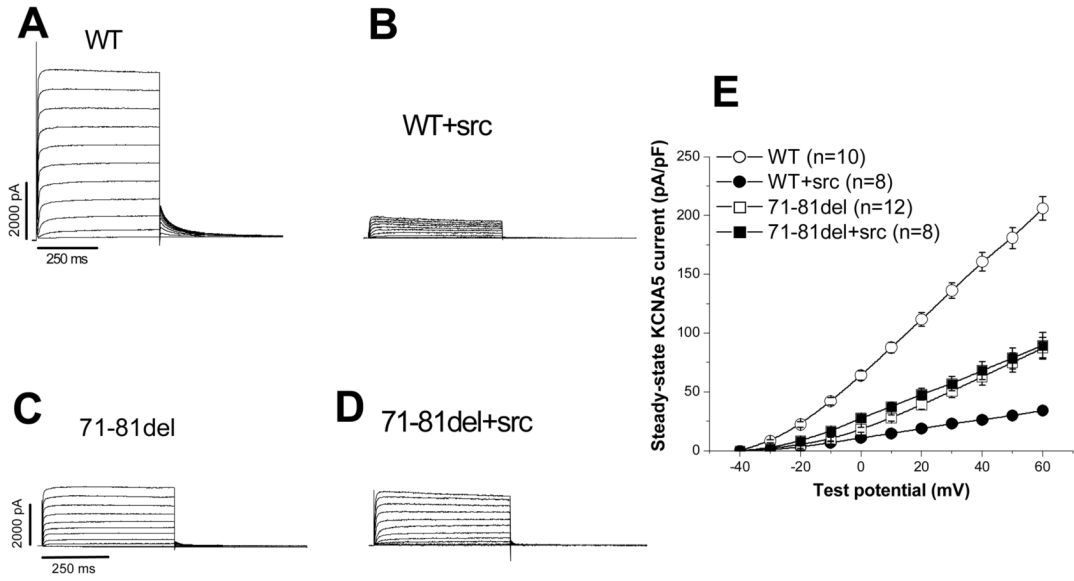 A
WT
2000 pA
250 ms
B
WT+src
C
71-81del
2000 pA
250 ms
D
71-81del+src
E
Steady-state KCNA5 current (pA/pF)
250
200
150
100
50
0
WT (n=10)
WT+src (n=8)
71-81del (n=12)
71-81del+src (n=8)
-40 -20 0 20 40 60
Test potential (mV)